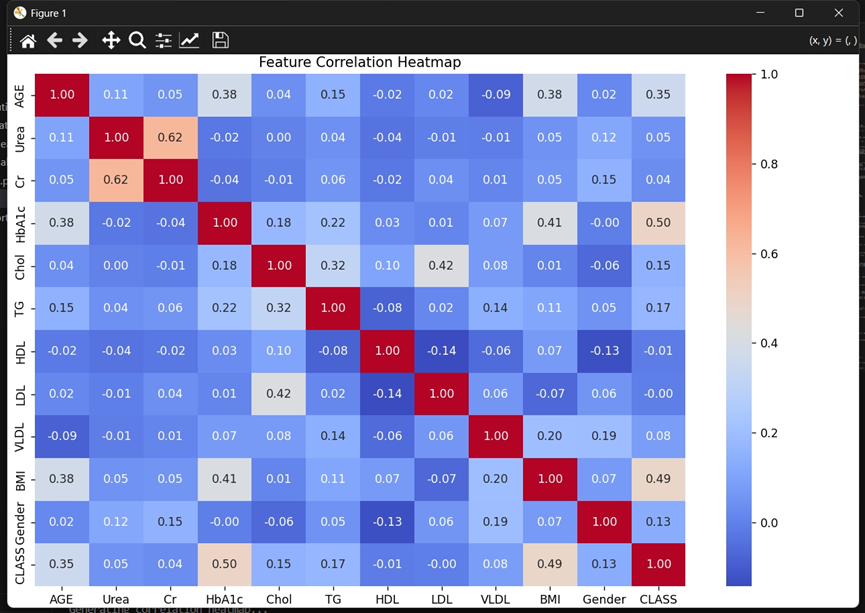 Figure 1
(x, y) = (, )
Feature Correlation Heatmap
AGE 1.00 0.11 0.05 0.38 0.04 0.15 -0.02 0.02 -0.09 0.38 0.02 0.35
Urea 0.11 1.00 0.62 -0.02 0.00 0.04 -0.04 -0.01 -0.01 0.05 0.12 0.05
Cr 0.05 0.62 1.00 -0.04 -0.01 0.06 -0.02 0.04 0.01 0.05 0.15 0.04
HbA1c 0.38 -0.02 -0.04 1.00 0.18 0.22 0.03 0.01 0.07 0.41 -0.00 0.50
Chol 0.04 0.00 -0.01 0.18 1.00 0.32 0.10 0.42 0.08 0.01 -0.06 0.15
TG 0.15 0.04 0.06 0.22 0.32 1.00 -0.08 0.02 0.14 0.11 0.05 0.17
HDL -0.02 -0.04 -0.02 0.03 0.10 -0.08 1.00 -0.14 -0.06 0.07 -0.13 -0.01
LDL 0.02 -0.01 0.04 0.01 0.42 0.02 -0.14 1.00 0.06 -0.07 0.06 -0.00
VLDL -0.09 -0.01 0.01 0.07 0.08 0.14 -0.06 0.06 1.00 0.20 0.19 0.08
BMI 0.38 0.05 0.05 0.41 0.01 0.11 0.07 -0.07 0.20 1.00 0.07 0.49
Gender 0.02 0.12 0.15 -0.00 -0.06 0.05 -0.13 0.06 0.19 0.07 1.00 0.13
CLASS 0.35 0.05 0.04 0.50 0.15 0.17 -0.01 -0.00 0.08 0.49 0.13 1.00
AGE Urea Cr HbA1c Chol TG HDL LDL VLDL BMI Gender CLASS
1.0
0.8
0.6
0.4
0.2
0.0
Generating correlation heatmap...